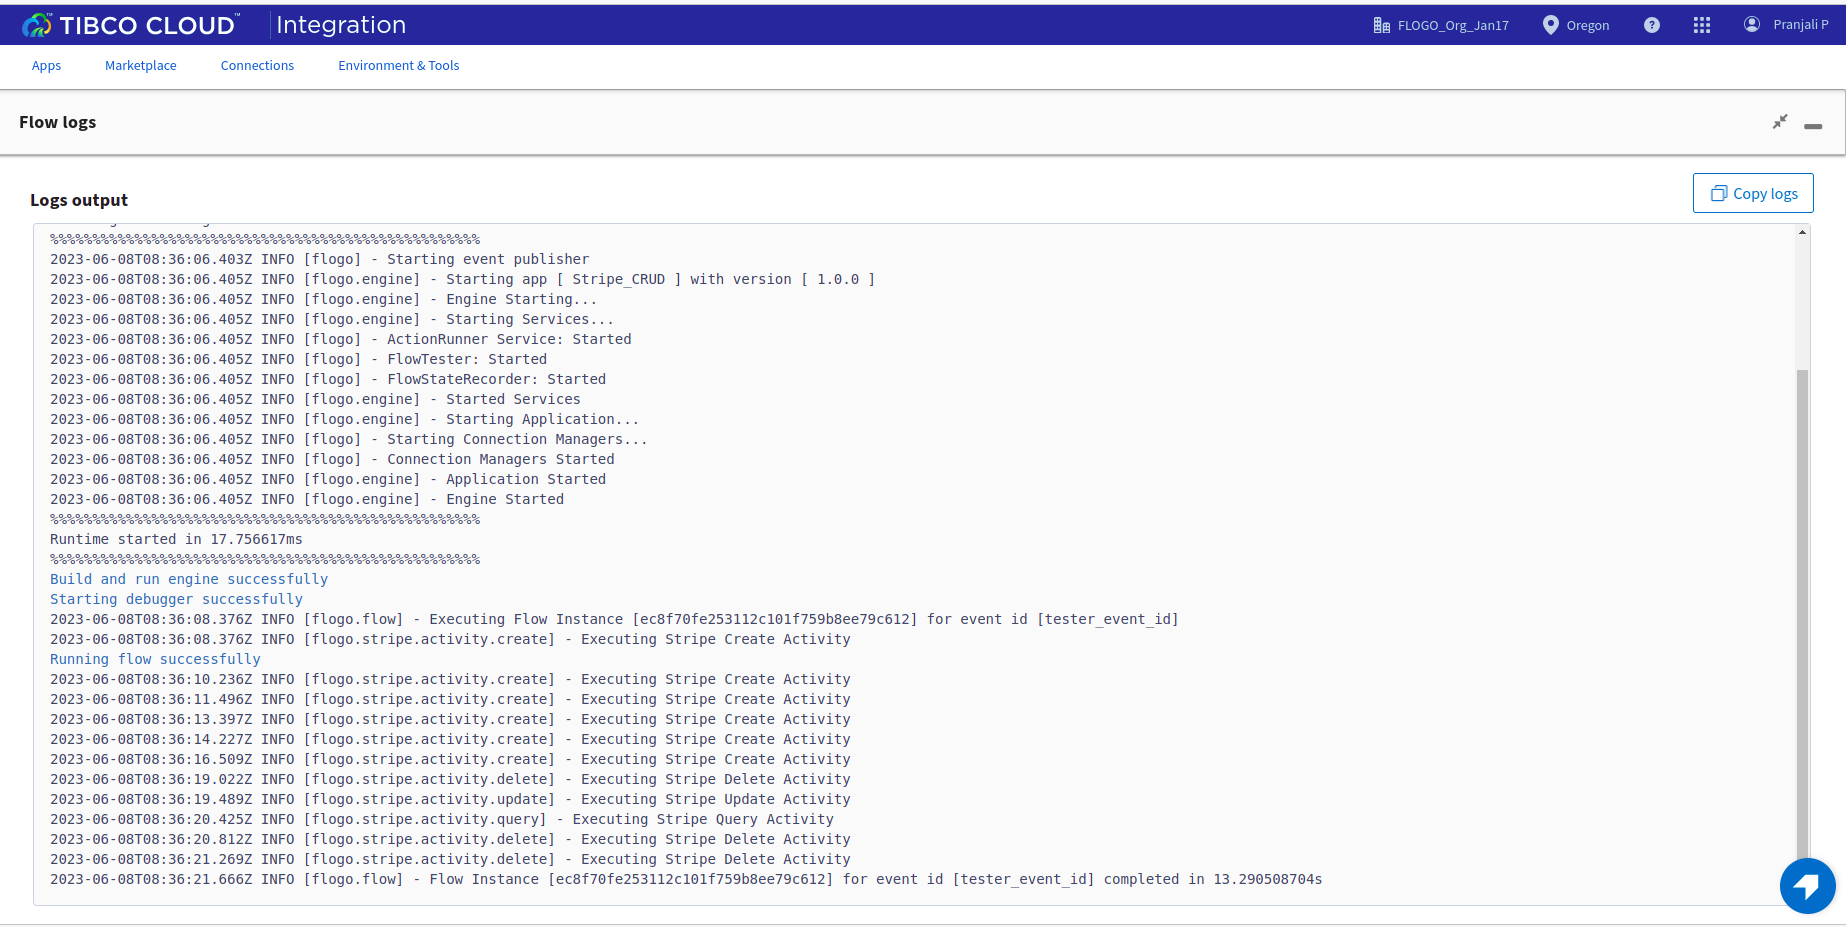 TIBCO CLOUD™ Integration
FLOGO_Org_Jan17
Oregon
?
Pranjali P
Apps
Marketplace
Connections
Environment & Tools
Flow logs
Logs output
Copy logs
%%%%%%%%%%%%%%%%%%%%%%%%%%%%%%%%%%%%%%%%%%%%%%%%%%%
2023-06-08T08:36:06.403Z INFO [flogo] - Starting event publisher
2023-06-08T08:36:06.405Z INFO [flogo.engine] - Starting app [ Stripe_CRUD ] with version [ 1.0.0 ]
2023-06-08T08:36:06.405Z INFO [flogo.engine] - Engine Starting...
2023-06-08T08:36:06.405Z INFO [flogo.engine] - Starting Services...
2023-06-08T08:36:06.405Z INFO [flogo] - ActionRunner Service: Started
2023-06-08T08:36:06.405Z INFO [flogo] - FlowTester: Started
2023-06-08T08:36:06.405Z INFO [flogo] - FlowStateRecorder: Started
2023-06-08T08:36:06.405Z INFO [flogo.engine] - Started Services
2023-06-08T08:36:06.405Z INFO [flogo.engine] - Starting Application...
2023-06-08T08:36:06.405Z INFO [flogo] - Starting Connection Managers...
2023-06-08T08:36:06.405Z INFO [flogo] - Connection Managers Started
2023-06-08T08:36:06.405Z INFO [flogo.engine] - Application Started
2023-06-08T08:36:06.405Z INFO [flogo.engine] - Engine Started
%%%%%%%%%%%%%%%%%%%%%%%%%%%%%%%%%%%%%%%%%%%%%%%%%%%
Runtime started in 17.756617ms
%%%%%%%%%%%%%%%%%%%%%%%%%%%%%%%%%%%%%%%%%%%%%%%%%%%
Build and run engine successfully
Starting debugger successfully
2023-06-08T08:36:08.376Z INFO [flogo.flow] - Executing Flow Instance [ec8f70fe253112c101f759b8ee79c612] for event id [tester_event_id]
2023-06-08T08:36:08.376Z INFO [flogo.stripe.activity.create] - Executing Stripe Create Activity
Running flow successfully
2023-06-08T08:36:10.236Z INFO [flogo.stripe.activity.create] - Executing Stripe Create Activity
2023-06-08T08:36:11.496Z INFO [flogo.stripe.activity.create] - Executing Stripe Create Activity
2023-06-08T08:36:13.397Z INFO [flogo.stripe.activity.create] - Executing Stripe Create Activity
2023-06-08T08:36:14.227Z INFO [flogo.stripe.activity.create] - Executing Stripe Create Activity
2023-06-08T08:36:16.509Z INFO [flogo.stripe.activity.create] - Executing Stripe Create Activity
2023-06-08T08:36:19.022Z INFO [flogo.stripe.activity.delete] - Executing Stripe Delete Activity
2023-06-08T08:36:19.489Z INFO [flogo.stripe.activity.update] - Executing Stripe Update Activity
2023-06-08T08:36:20.425Z INFO [flogo.stripe.activity.query] - Executing Stripe Query Activity
2023-06-08T08:36:20.812Z INFO [flogo.stripe.activity.delete] - Executing Stripe Delete Activity
2023-06-08T08:36:21.269Z INFO [flogo.stripe.activity.delete] - Executing Stripe Delete Activity
2023-06-08T08:36:21.666Z INFO [flogo.flow] - Flow Instance [ec8f70fe253112c101f759b8ee79c612] for event id [tester_event_id] completed in 13.290508704s